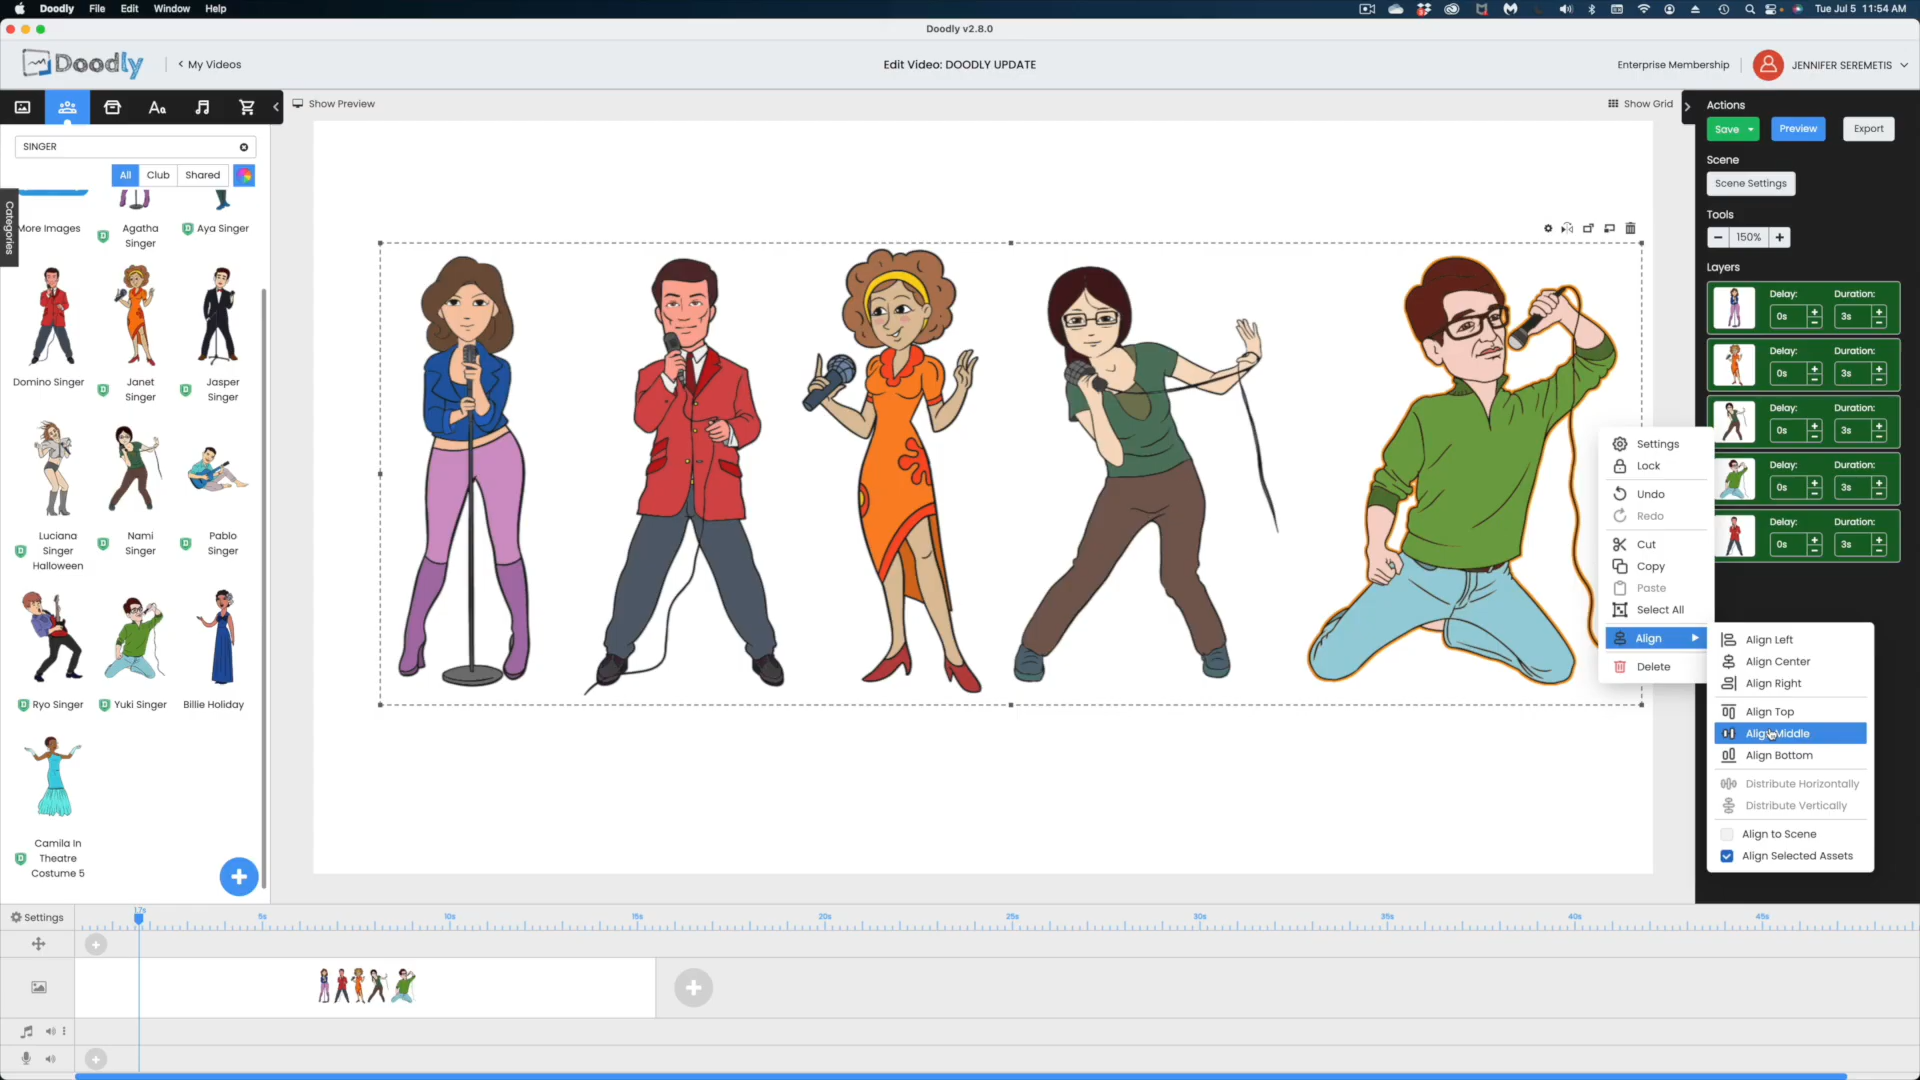 Doodly File Edit Window Help
Tue Jul 5 11:54 AM
Doodly v2.8.0
Doodly
< My Videos
Edit Video: DOODLY UPDATE
Enterprise Membership
JENNIFER SEREMETIS
Aa
Show Preview
Show Grid
SINGER
All Club Shared
Categories
More Images
Agatha
Singer
Aya Singer
Domino Singer
Janet
Singer
Jasper
Singer
Luciana
Singer
Halloween
Nami
Singer
Pablo
Singer
Ryo Singer
Yuki Singer
Billie Holiday
Camila In
Theatre
Costume 5
Actions
Save
Preview
Export
Scene
Scene Settings
Tools
− 150% +
Layers
Delay: Duration:
0s 3s
Delay: Duration:
0s 3s
Delay: Duration:
0s 3s
Delay: Duration:
0s 3s
Delay: Duration:
0s 3s
Settings
Lock
Undo
Redo
Cut
Copy
Paste
Select All
Align
Delete
Align Left
Align Center
Align Right
Align Top
Align Middle
Align Bottom
Distribute Horizontally
Distribute Vertically
Align to Scene
Align Selected Assets
Settings
1.7s 5s 10s 15s 20s 25s 30s 35s 40s 45s